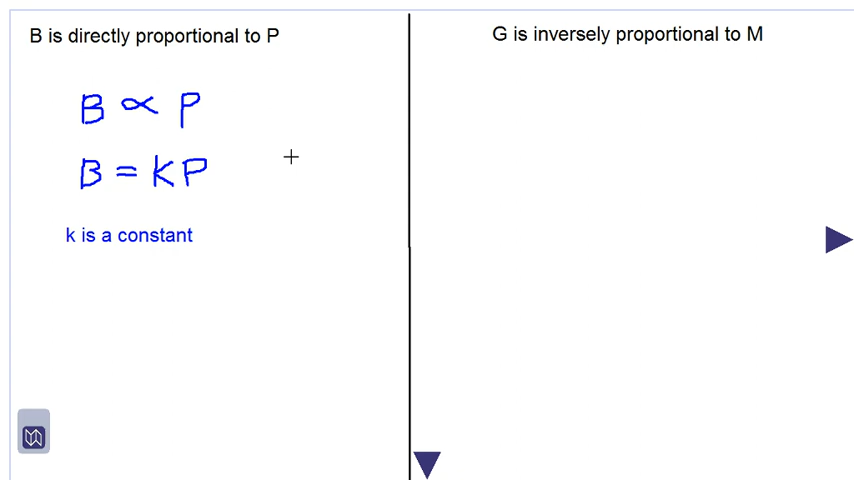 B is directly proportional to P
B ∝ P
B = kP
k is a constant
G is inversely proportional to M